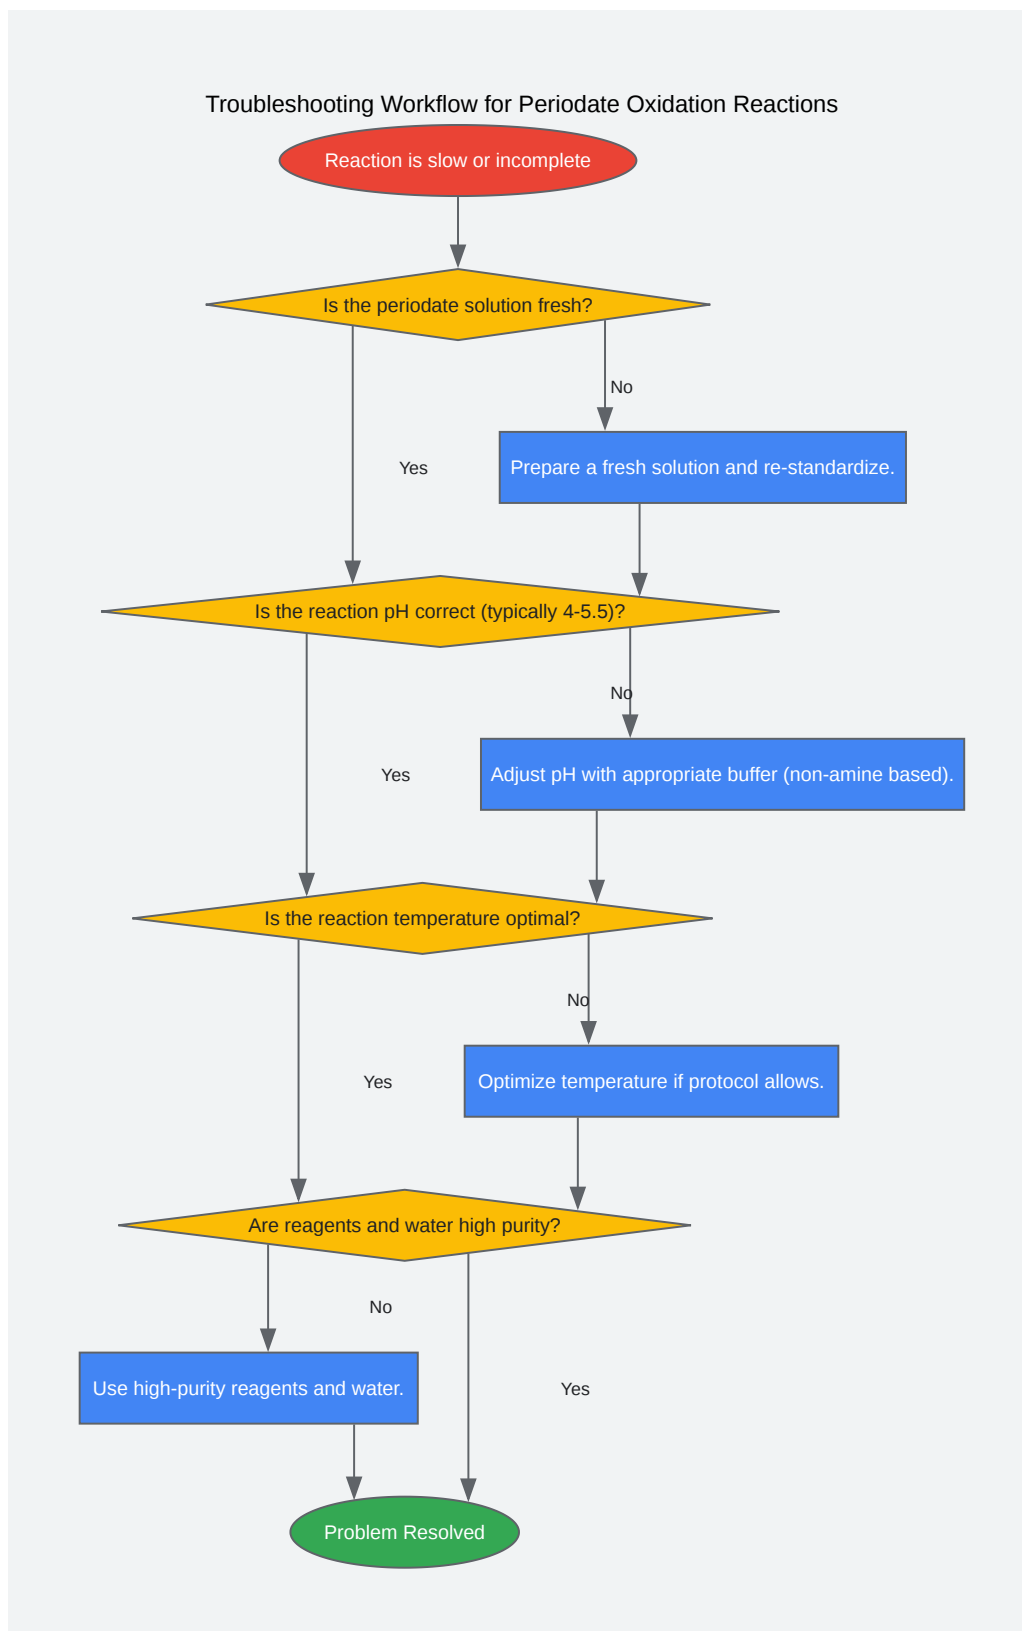 Troubleshooting Workflow for Periodate Oxidation Reactions
Reaction is slow or incomplete
Is the periodate solution fresh?
No
Yes
Prepare a fresh solution and re-standardize.
Is the reaction pH correct (typically 4-5.5)?
No
Yes
Adjust pH with appropriate buffer (non-amine based).
Is the reaction temperature optimal?
No
Yes
Optimize temperature if protocol allows.
Are reagents and water high purity?
No
Use high-purity reagents and water.
Yes
Problem Resolved